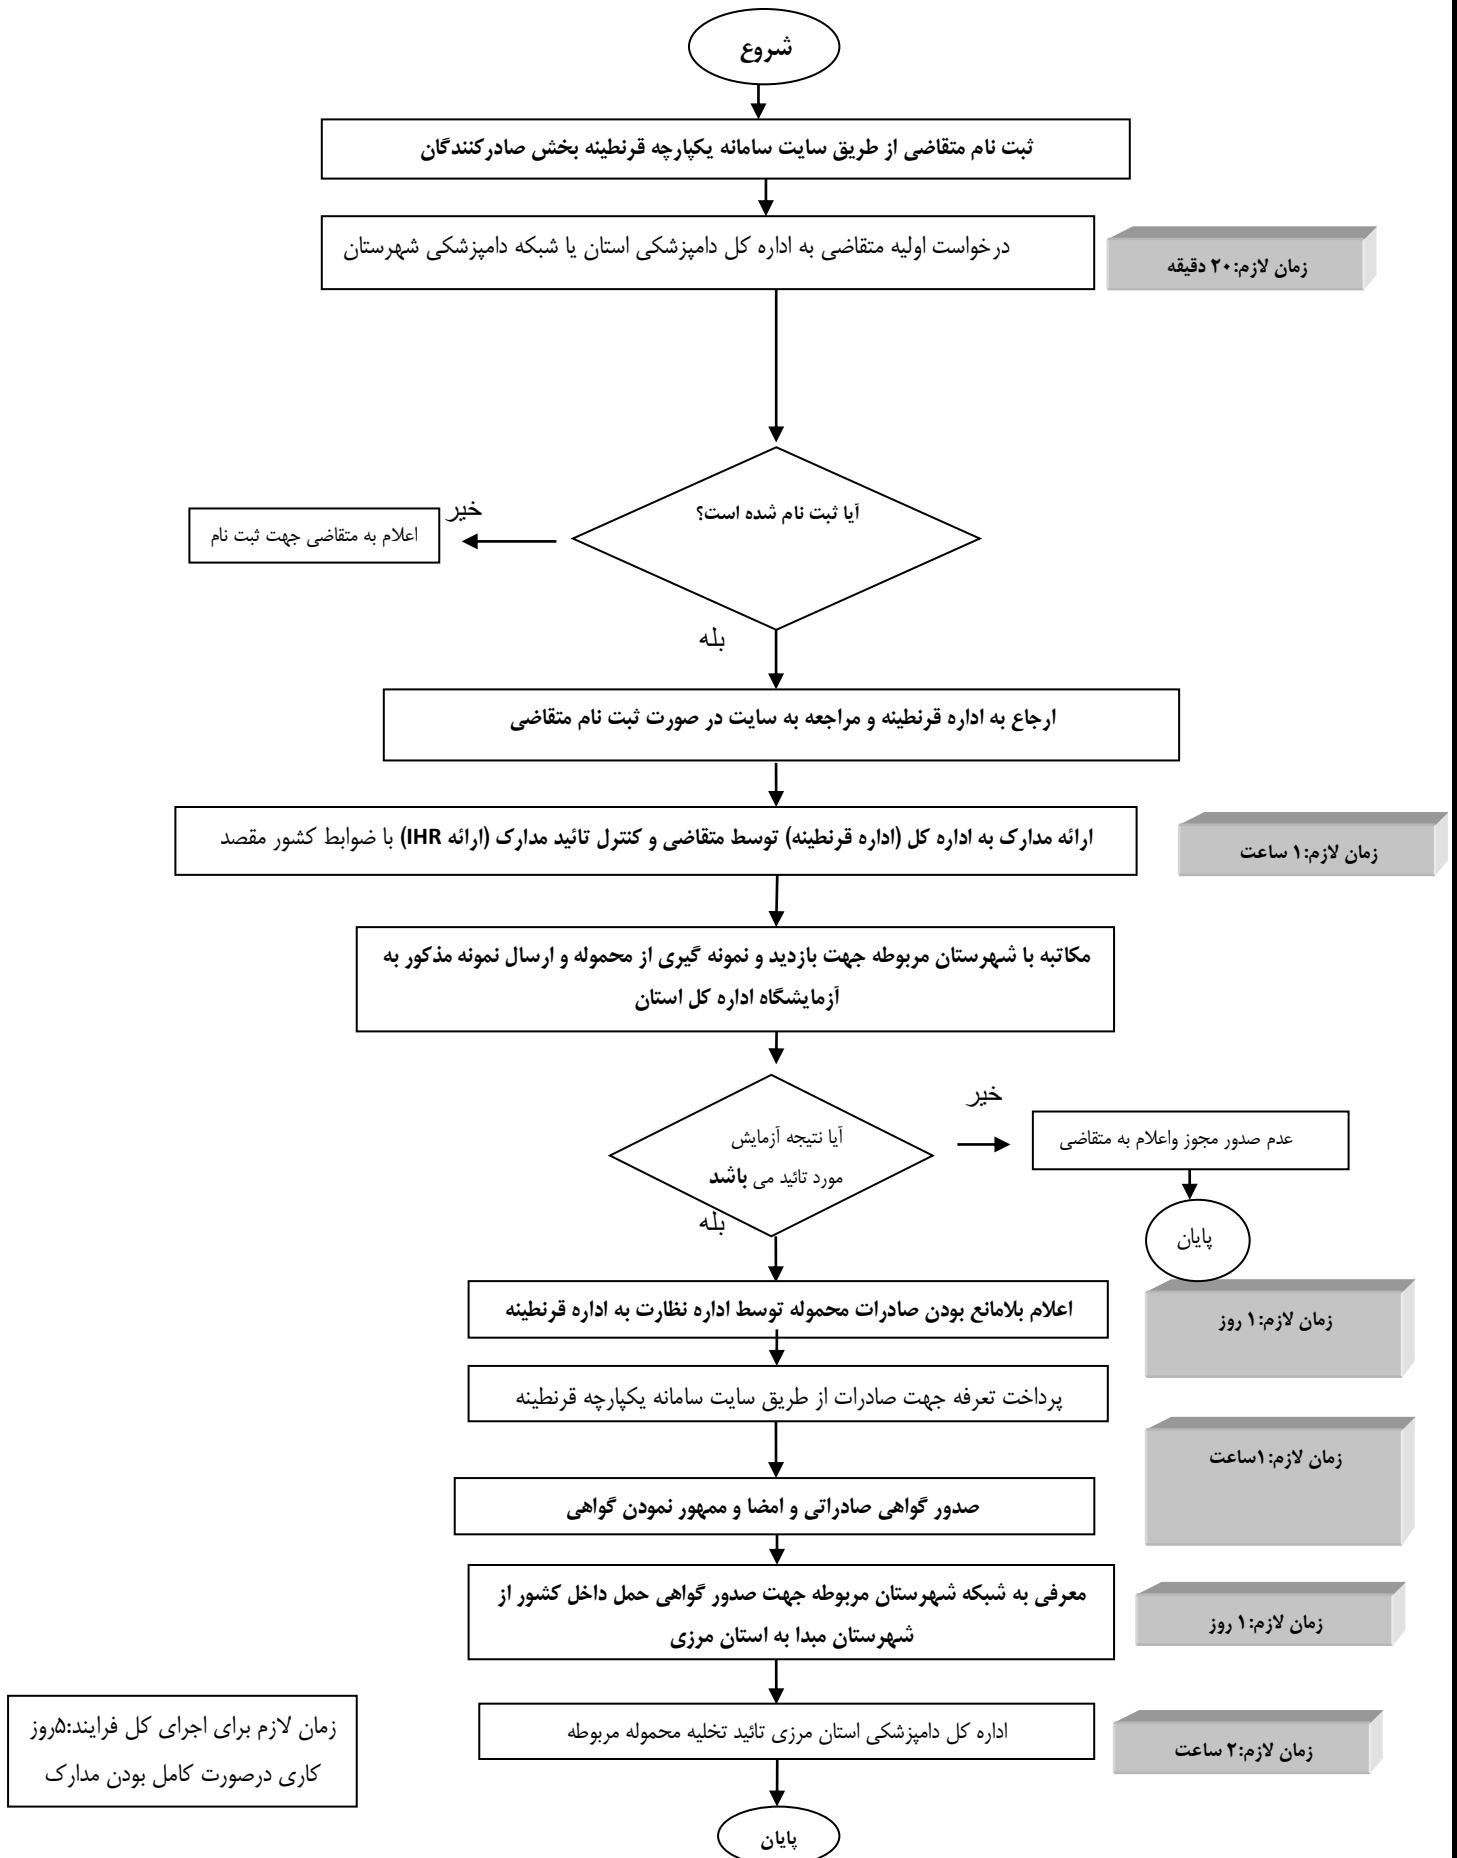 شروع
ثبت نام متقاضی از طریق سایت سامانه یکپارچه قرنطینه بخش صادرکنندگان
درخواست اولیه متقاضی به اداره کل دامپزشکی استان یا شبکه دامپزشکی شهرستان
زمان لازم:۲۰ دقیقه
آیا ثبت نام شده است؟
خیر
اعلام به متقاضی جهت ثبت نام
بله
ارجاع به اداره قرنطینه و مراجعه به سایت در صورت ثبت نام متقاضی
ارائه مدارک به اداره کل (اداره قرنطینه) توسط متقاضی و کنترل تائید مدارک (ارائه IHR) با ضوابط کشور مقصد
زمان لازم:۱ ساعت
مکاتبه با شهرستان مربوطه جهت بازدید و نمونه گیری از محموله و ارسال نمونه مذکور به
آزمایشگاه اداره کل استان
آیا نتیجه آزمایش
مورد تائید می باشد
خیر
عدم صدور مجوز واعلام به متقاضی
پایان
بله
اعلام بلامانع بودن صادرات محموله توسط اداره نظارت به اداره قرنطینه
زمان لازم:۱ روز
پرداخت تعرفه جهت صادرات از طریق سایت سامانه یکپارچه قرنطینه
زمان لازم:۱ساعت
صدور گواهی صادراتی و امضا و ممهور نمودن گواهی
معرفی به شبکه شهرستان مربوطه جهت صدور گواهی حمل داخل کشور از
شهرستان مبدا به استان مرزی
زمان لازم:۱ روز
اداره کل دامپزشکی استان مرزی تائید تخلیه محموله مربوطه
زمان لازم:۲ ساعت
زمان لازم برای اجرای کل فرایند:۵روز
کاری درصورت کامل بودن مدارک
پایان